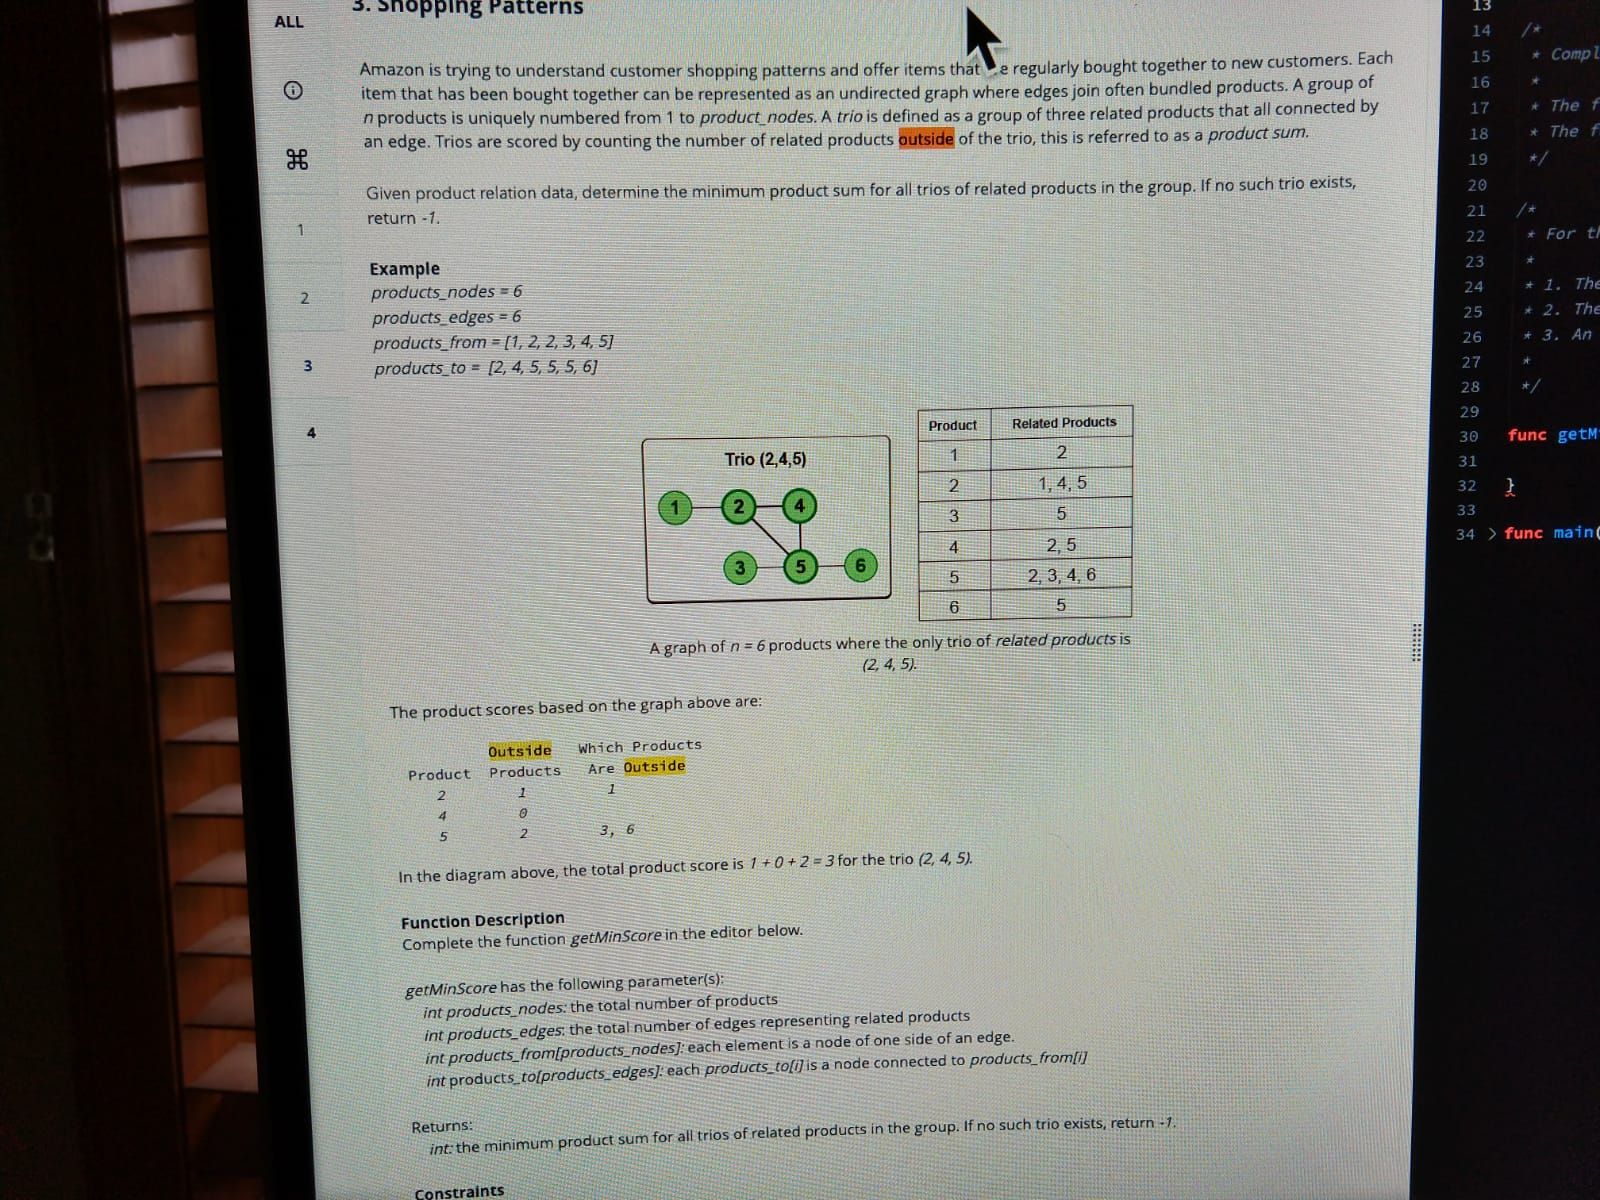 3. Shopping Patterns
ALL
Amazon is trying to understand customer shopping patterns and offer items that e regularly bought together to new customers. Each
item that has been bought together can be represented as an undirected graph where edges join often bundled products. A group of
n products is uniquely numbered from 1 to product_nodes. A trio is defined as a group of three related products that all connected by
an edge. Trios are scored by counting the number of related products outside of the trio, this is referred to as a product sum.
Given product relation data, determine the minimum product sum for all trios of related products in the group. If no such trio exists,
return -1.
1
2
3
4
Example
products_nodes = 6
products_edges = 6
products_from = [1, 2, 2, 3, 4, 5]
products_to = [2, 4, 5, 5, 5, 6]
Trio (2,4,5)
1 2 4
3 5 6
Product Related Products
1 2
2 1, 4, 5
3 5
4 2, 5
5 2, 3, 4, 6
6 5
A graph of n = 6 products where the only trio of related products is
(2, 4, 5).
The product scores based on the graph above are:
Outside Which Products
Product Products Are Outside
2 1 1
4 0
5 2 3, 6
In the diagram above, the total product score is 1 + 0 + 2 = 3 for the trio (2, 4, 5).
Function Description
Complete the function getMinScore in the editor below.
getMinScore has the following parameter(s):
int products_nodes: the total number of products
int products_edges: the total number of edges representing related products
int products_from[products_nodes]: each element is a node of one side of an edge.
int products_to[products_edges]: each products_to[i] is a node connected to products_from[i]
Returns:
int: the minimum product sum for all trios of related products in the group. If no such trio exists, return -1.
Constraints
13
14 /*
15 * Compl
16 *
17 * The f
18 * The f
19 */
20
21 /*
22 * For th
23 *
24 * 1. The
25 * 2. The
26 * 3. An
27 *
28 */
29
30 func getM
31
32 }
33
34 > func main(